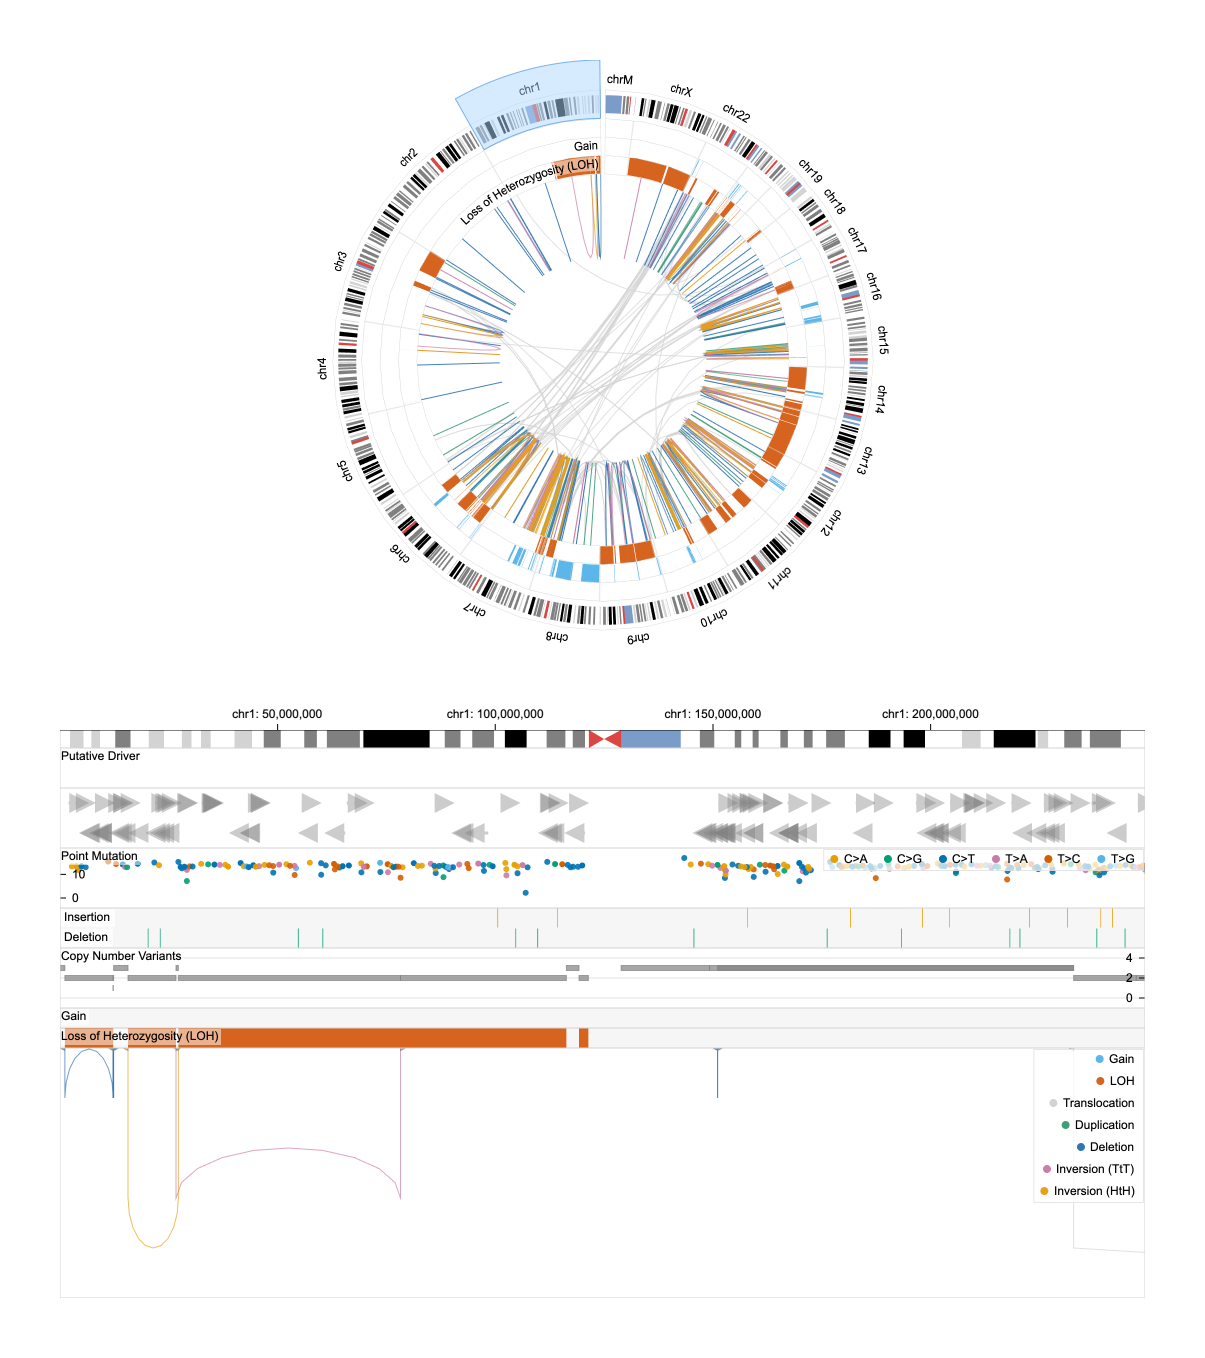 chr1
chrM
chrX
chr22
chr19
chr18
chr17
chr16
chr15
chr14
chr13
chr12
chr11
chr10
chr9
chr8
chr7
chr6
chr5
chr4
chr3
chr2
Gain
Loss of Heterozygosity (LOH)
chr1: 50,000,000
chr1: 100,000,000
chr1: 150,000,000
chr1: 200,000,000
Putative Driver
Point Mutation
10
0
C>A
C>G
C>T
T>A
T>C
T>G
Insertion
Deletion
Copy Number Variants
4
2
0
Gain
Loss of Heterozygosity (LOH)
Gain
LOH
Translocation
Duplication
Deletion
Inversion (TtT)
Inversion (HtH)